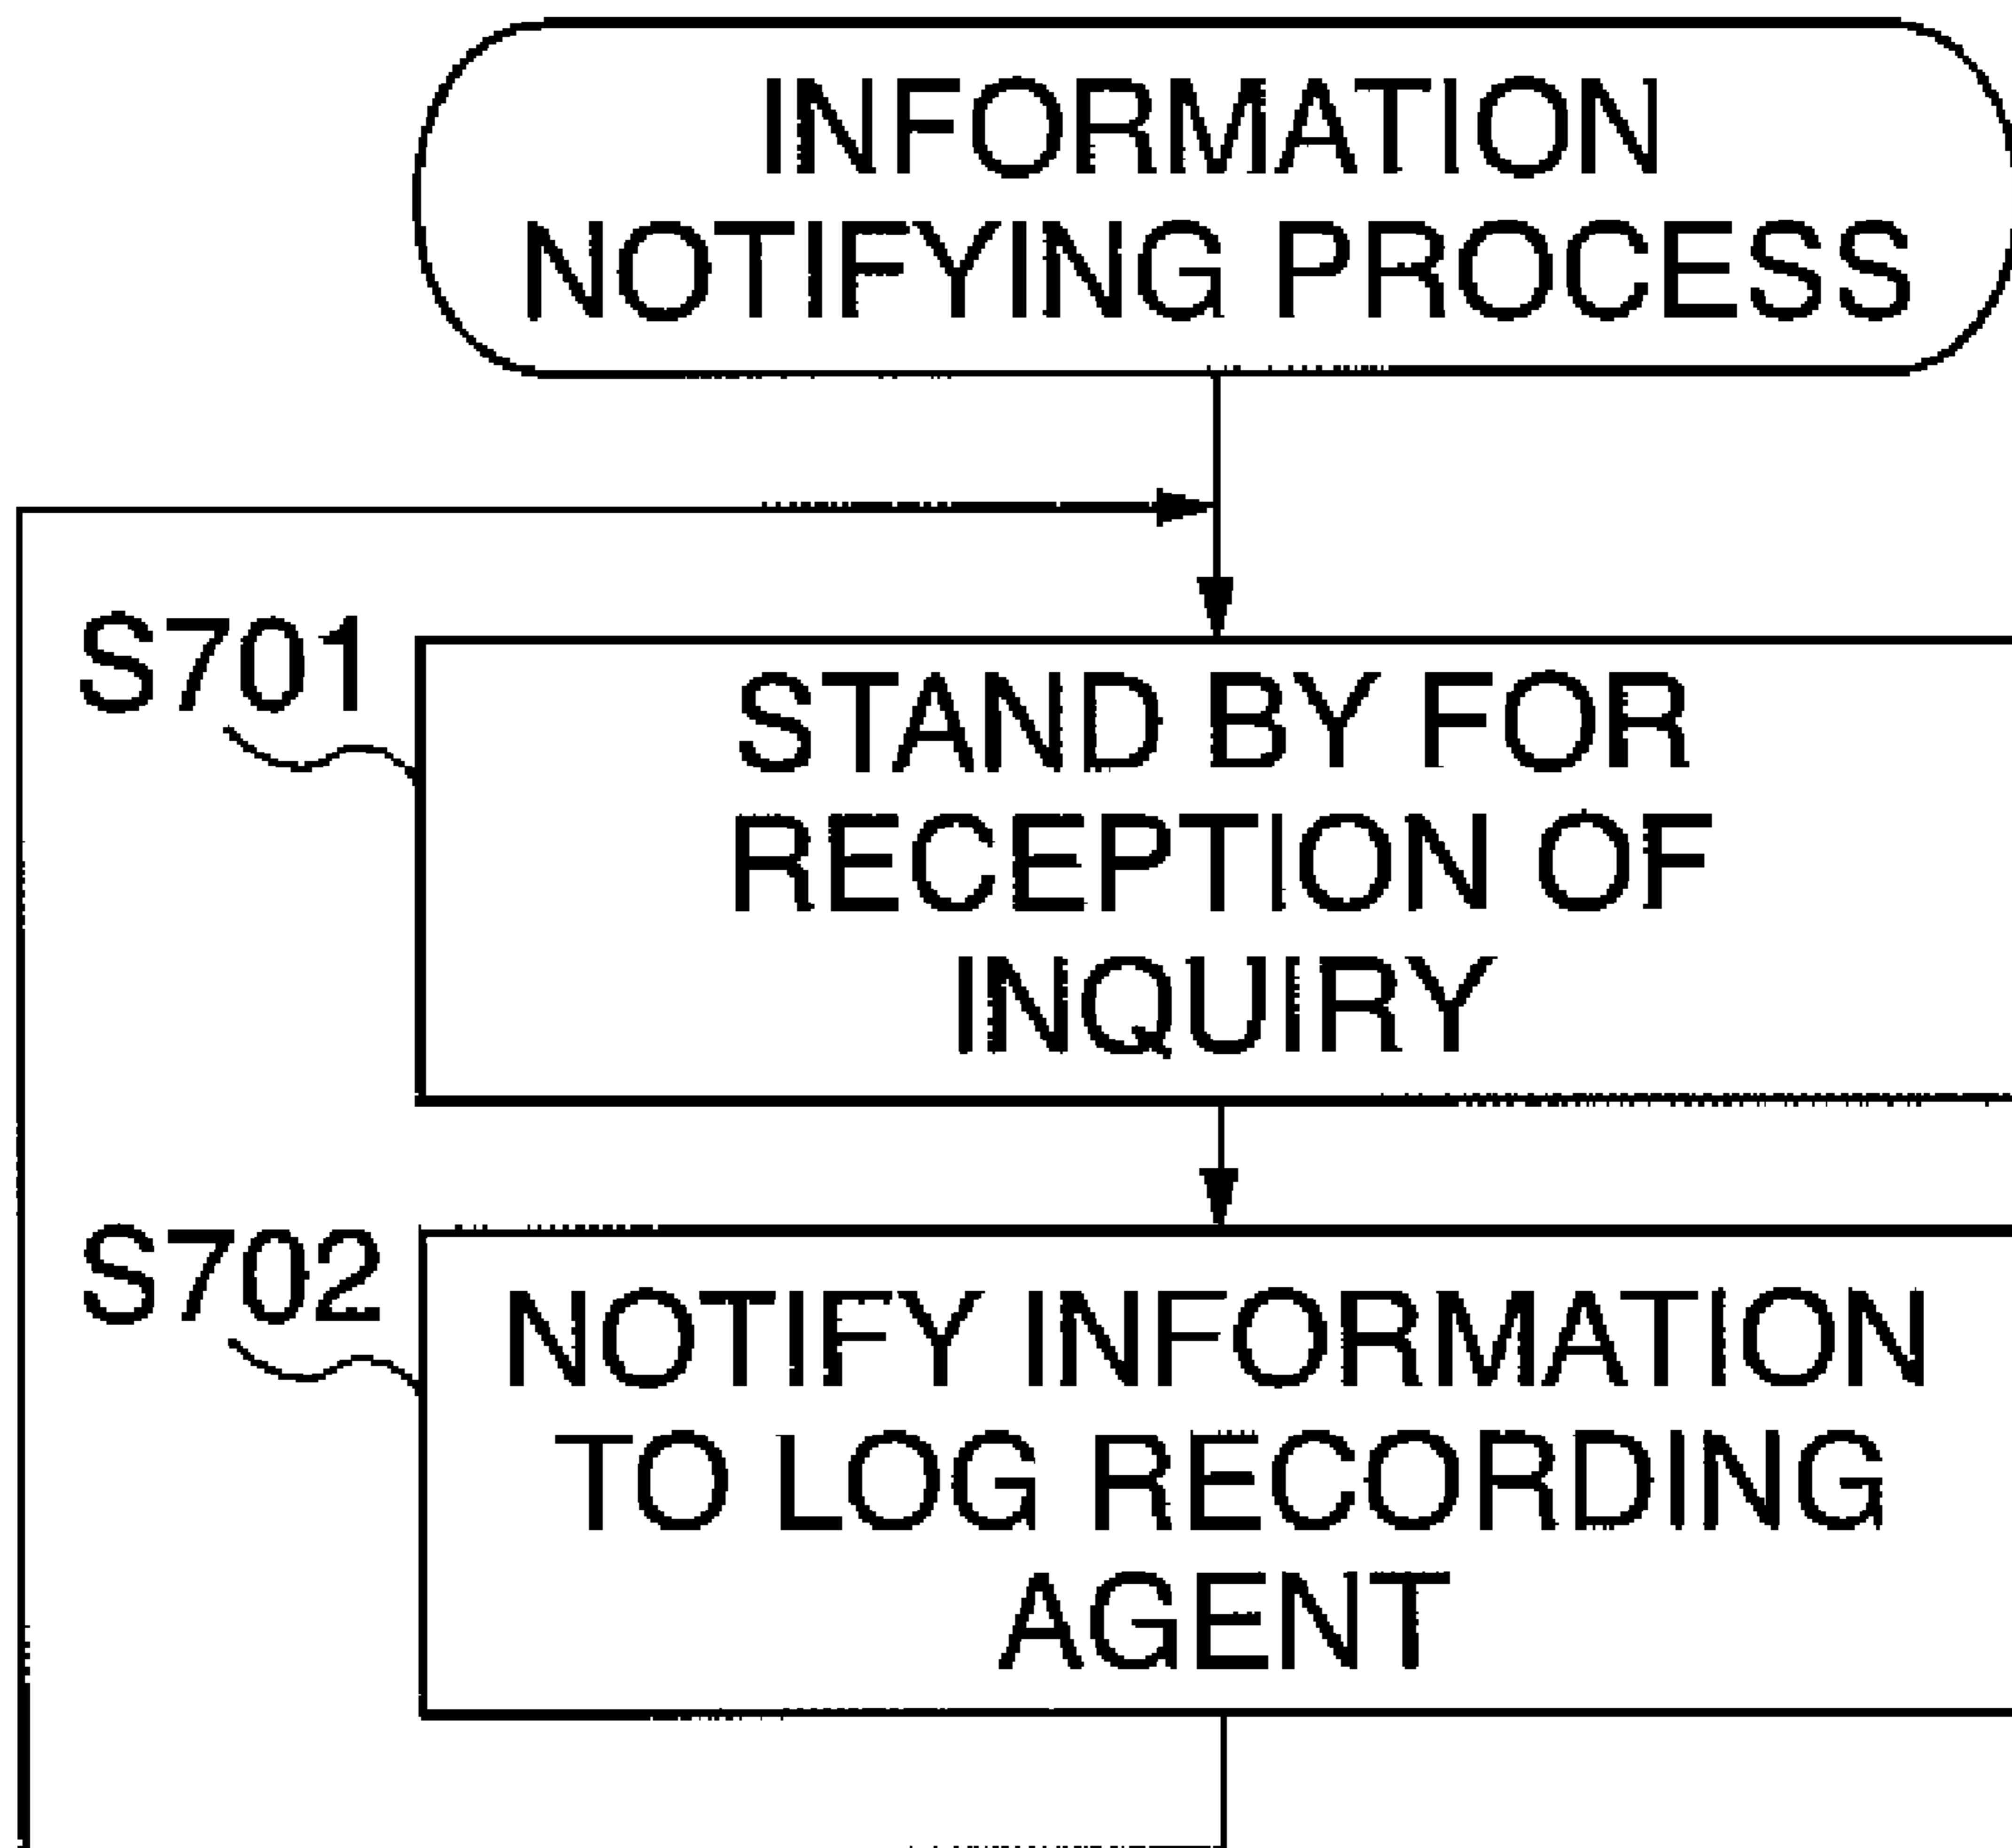 INFORMATION
NOTIFYING PROCESS
S701
STAND BY FOR
RECEPTION OF
INQUIRY
S702
NOTIFY INFORMATION
TO LOG RECORDING
AGENT